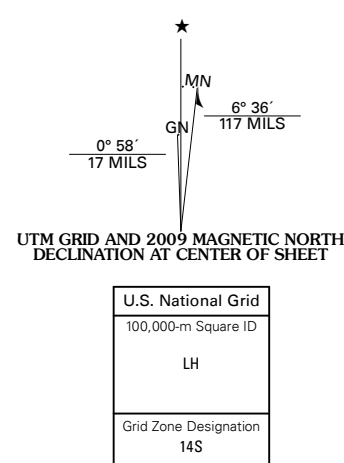 ★
MN
6° 36´
117 MILS
GN
0° 58´
17 MILS
UTM GRID AND 2009 MAGNETIC NORTH
DECLINATION AT CENTER OF SHEET
U.S. National Grid
100,000-m Square ID
LH
Grid Zone Designation
14S